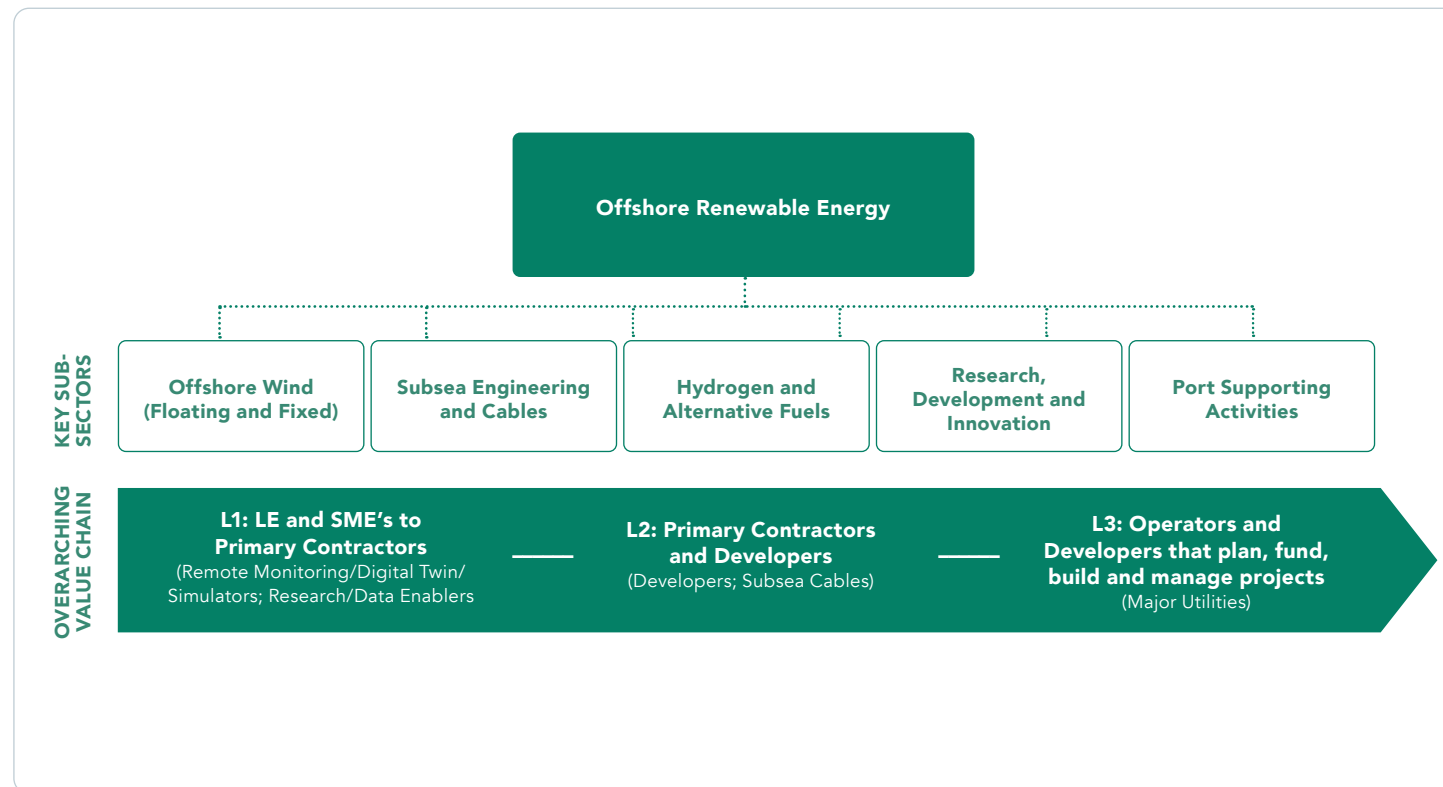 Offshore Renewable Energy
KEY SUB-
SECTORS
Offshore Wind
(Floating and Fixed)
Subsea Engineering
and Cables
Hydrogen and
Alternative Fuels
Research,
Development and
Innovation
Port Supporting
Activities
OVERARCHING
VALUE CHAIN
L1: LE and SME's to
Primary Contractors
(Remote Monitoring/Digital Twin/
Simulators; Research/Data Enablers
L2: Primary Contractors
and Developers
(Developers; Subsea Cables)
L3: Operators and
Developers that plan, fund,
build and manage projects
(Major Utilities)